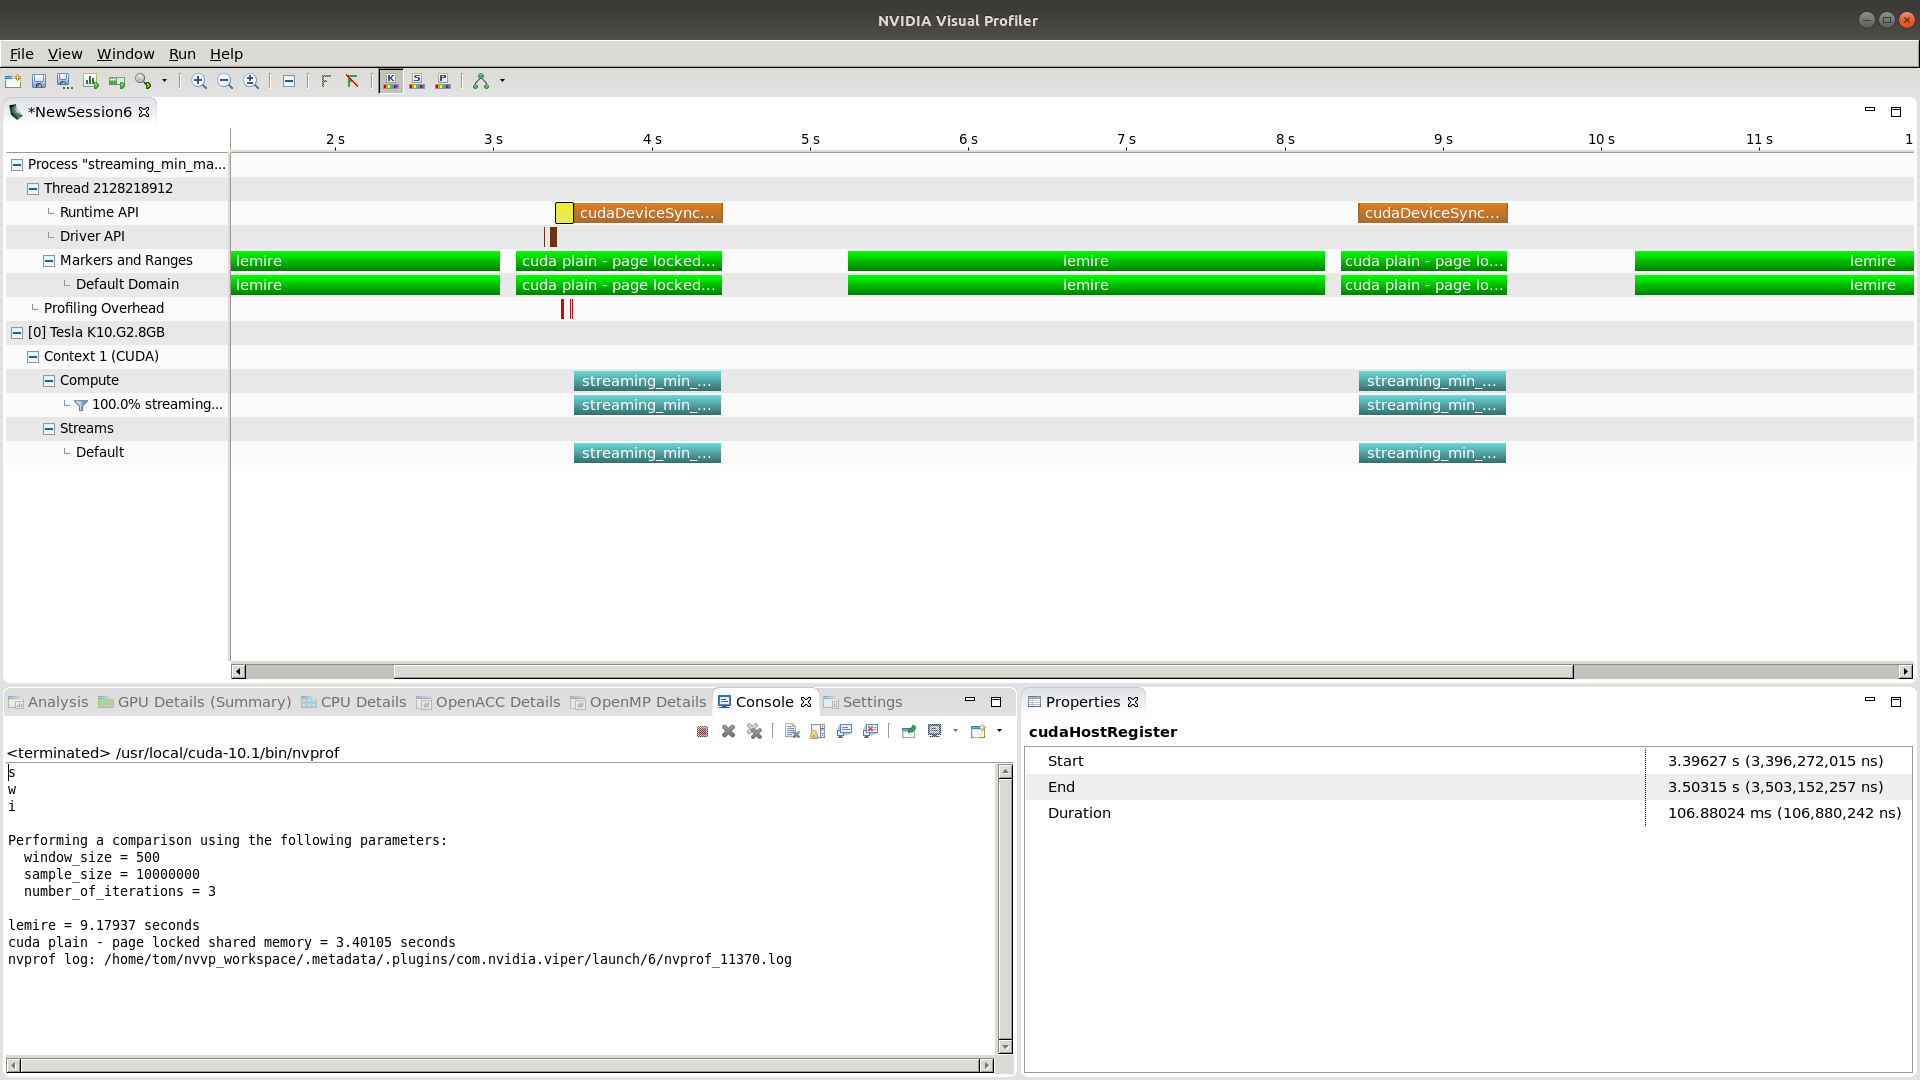 NVIDIA Visual Profiler
File View Window Run Help
*NewSession6
2 s 3 s 4 s 5 s 6 s 7 s 8 s 9 s 10 s 11 s 1
Process "streaming_min_ma...
Thread 2128218912
Runtime API cudaDeviceSync... cudaDeviceSync...
Driver API
Markers and Ranges lemire cuda plain - page locked... lemire cuda plain - page lo... lemire
Default Domain lemire cuda plain - page locked... lemire cuda plain - page lo... lemire
Profiling Overhead
[0] Tesla K10.G2.8GB
Context 1 (CUDA)
Compute streaming_min_... streaming_min_...
100.0% streaming... streaming_min_... streaming_min_...
Streams
Default streaming_min_... streaming_min_...
Analysis GPU Details (Summary) CPU Details OpenACC Details OpenMP Details Console Settings
<terminated> /usr/local/cuda-10.1/bin/nvprof
s
w
i
Performing a comparison using the following parameters:
window_size = 500
sample_size = 10000000
number_of_iterations = 3
lemire = 9.17937 seconds
cuda plain - page locked shared memory = 3.40105 seconds
nvprof log: /home/tom/nvvp_workspace/.metadata/.plugins/com.nvidia.viper/launch/6/nvprof_11370.log
Properties
cudaHostRegister
Start 3.39627 s (3,396,272,015 ns)
End 3.50315 s (3,503,152,257 ns)
Duration 106.88024 ms (106,880,242 ns)